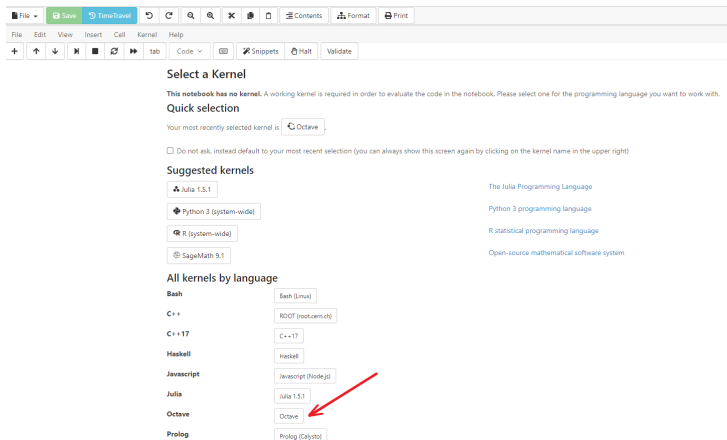 File Save TimeTravel Contents Format Print
File Edit View Insert Cell Kernel Help
tab Code Snippets Halt Validate
Select a Kernel
This notebook has no kernel. A working kernel is required in order to evaluate the code in the notebook. Please select one for the programming language you want to work with.
Quick selection
Your most recently selected kernel is Octave.
Do not ask, instead default to your most recent selection (you can always show this screen again by clicking on the kernel name in the upper right)
Suggested kernels
Julia 1.5.1 The Julia Programming Language
Python 3 (system-wide) Python 3 programming language
R (system-wide) R statistical programming language
SageMath 9.1 Open-source mathematical software system
All kernels by language
Bash Bash (Linux)
C++ ROOT (root.cern.ch)
C++17 C++17
Haskell Haskell
Javascript Javascript (Node.js)
Julia Julia 1.5.1
Octave Octave
Prolog Prolog (Calysto)